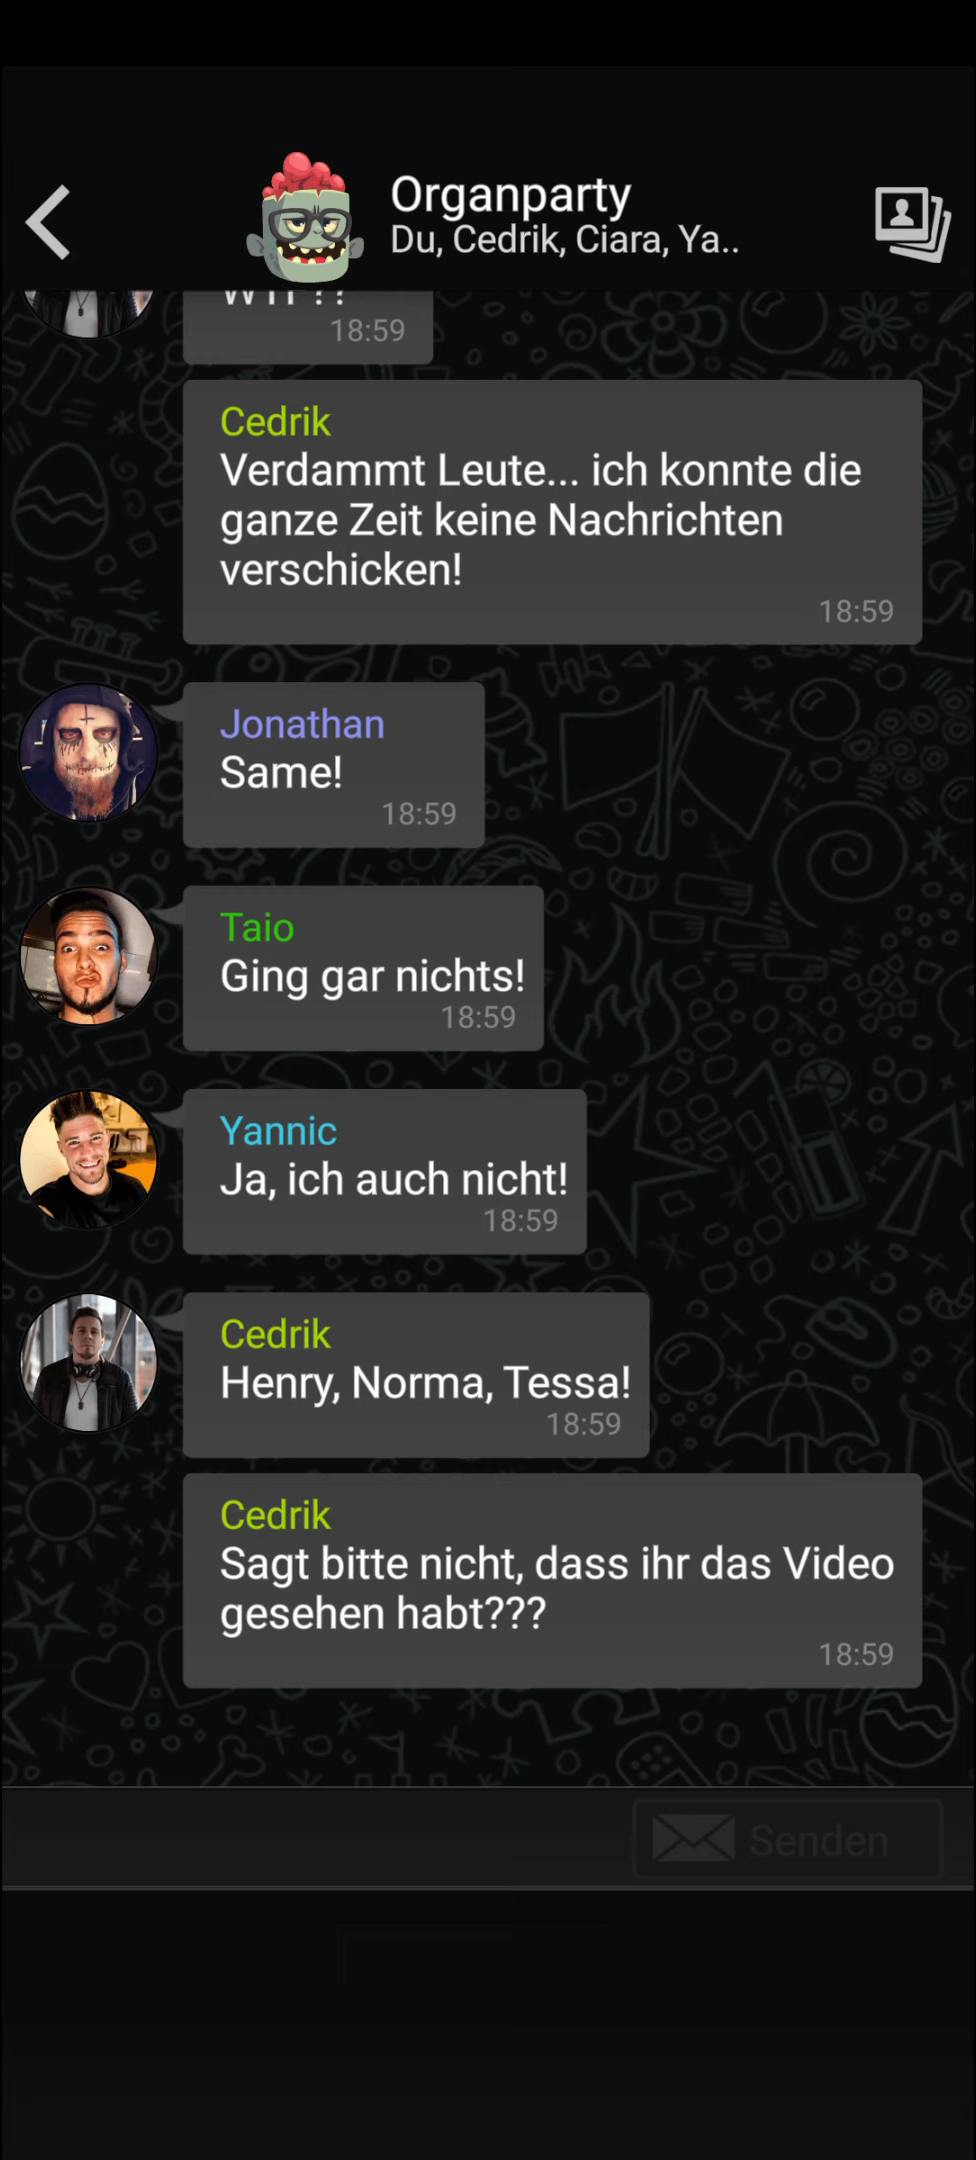 Organparty
Du, Cedrik, Ciara, Ya..
18:59
Cedrik
Verdammt Leute... ich konnte die
ganze Zeit keine Nachrichten
verschicken!
18:59
Jonathan
Same!
18:59
Taio
Ging gar nichts!
18:59
Yannic
Ja, ich auch nicht!
18:59
Cedrik
Henry, Norma, Tessa!
18:59
Cedrik
Sagt bitte nicht, dass ihr das Video
gesehen habt???
18:59
Senden